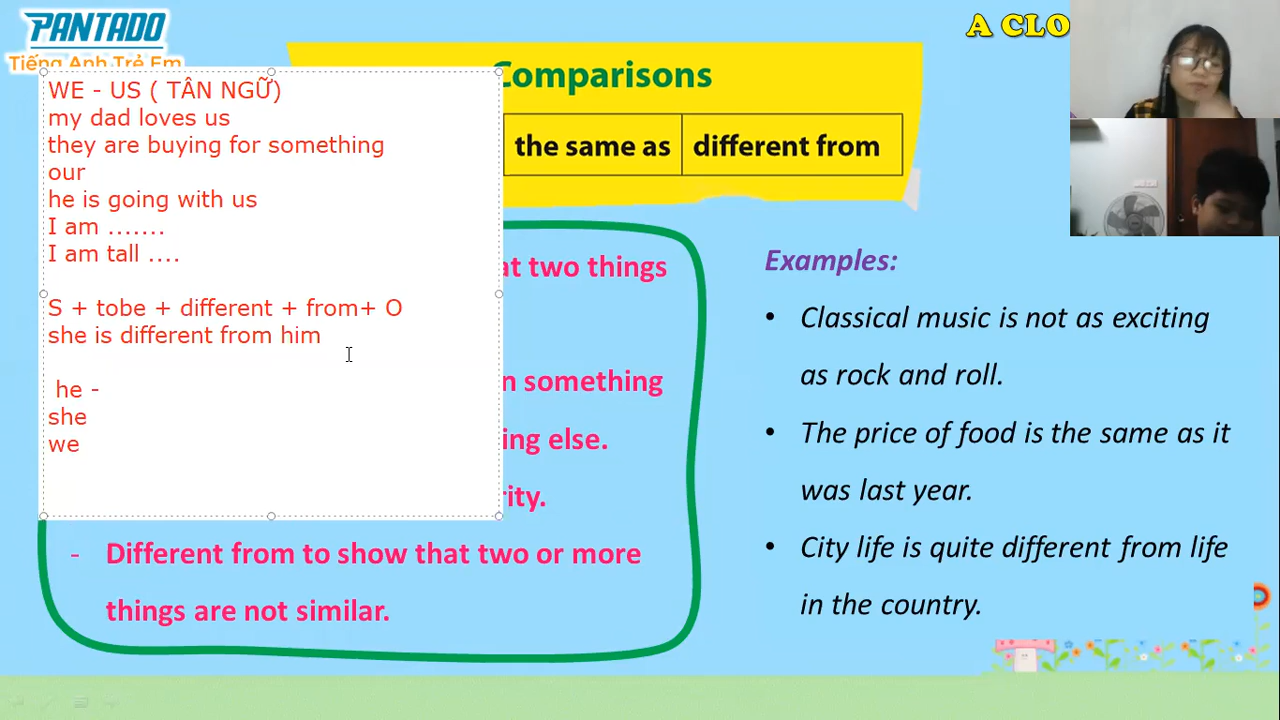 PANTADO
Tiếng Anh Trẻ Em
A CLO
Comparisons
the same as
different from
WE - US ( TÂN NGỮ)
my dad loves us
they are buying for something
our
he is going with us
I am .......
I am tall ....
S + tobe + different + from+ O
she is different from him
he -
she
we
at two things
n something
ing else.
rity.
- Different from to show that two or more
things are not similar.
Examples:
• Classical music is not as exciting
as rock and roll.
• The price of food is the same as it
was last year.
• City life is quite different from life
in the country.